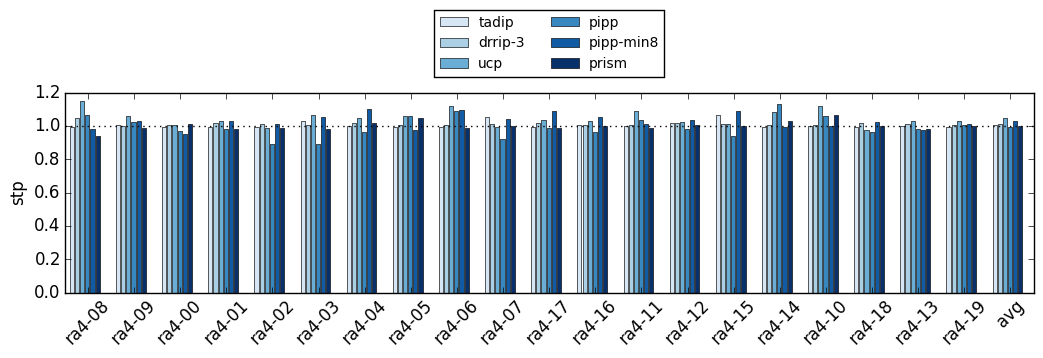 tadip pipp
drrip-3 pipp-min8
ucp prism
1.2
1.0
0.8
0.6
0.4
0.2
0.0
stp
ra4-08 ra4-09 ra4-00 ra4-01 ra4-02 ra4-03 ra4-04 ra4-05 ra4-06 ra4-07 ra4-17 ra4-16 ra4-11 ra4-12 ra4-15 ra4-14 ra4-10 ra4-18 ra4-13 ra4-19 avg